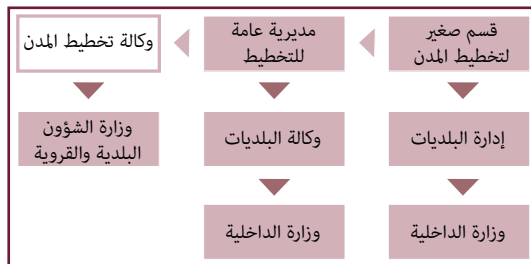 قسم صغير
لتخطيط المدن
مديرية عامة
للتخطيط
وكالة تخطيط المدن
إدارة البلديات
وكالة البلديات
وزارة الشؤون
البلدية والقروية
وزارة الداخلية
وزارة الداخلية